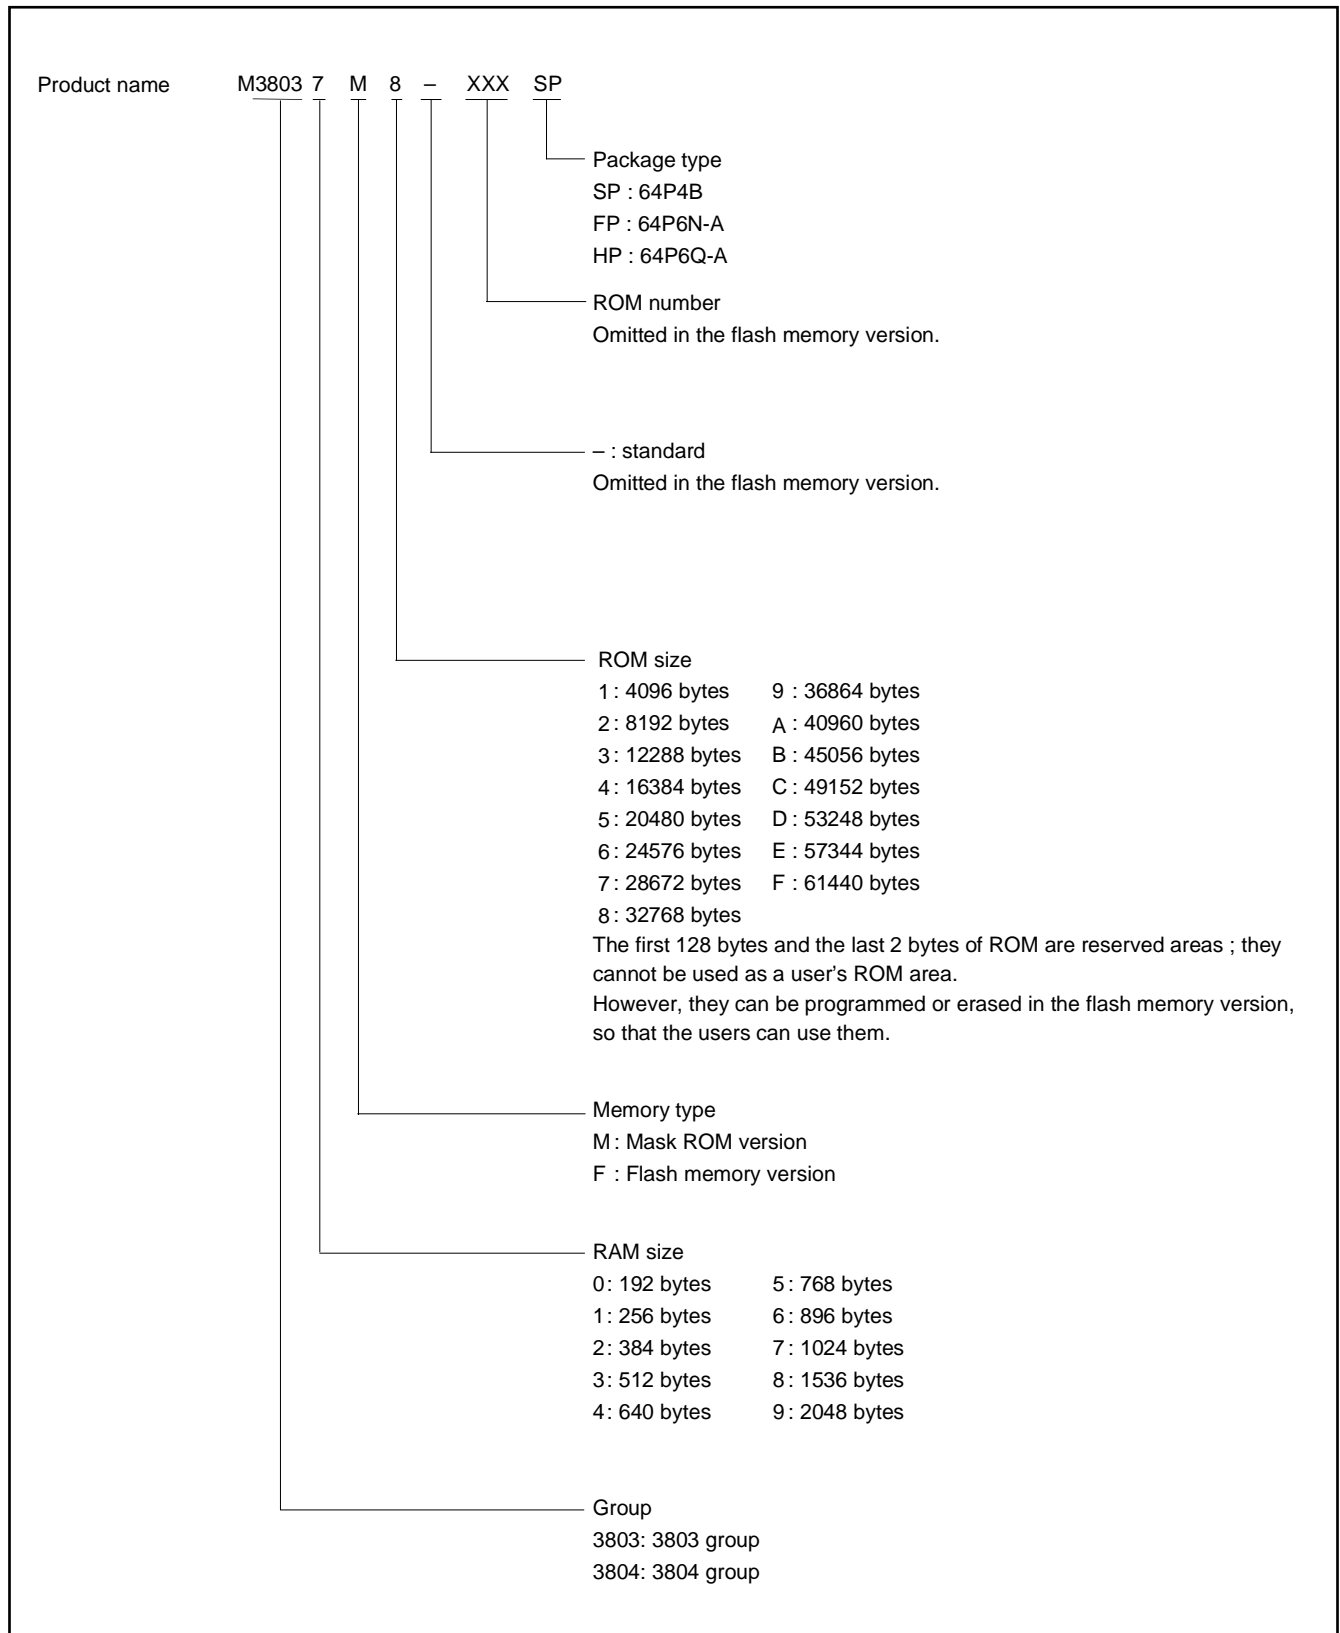 Product name M3803 7 M 8 – XXX SP
Package type
SP : 64P4B
FP : 64P6N-A
HP : 64P6Q-A
ROM number
Omitted in the flash memory version.
– : standard
Omitted in the flash memory version.
ROM size
1 : 4096 bytes 9 : 36864 bytes
2 : 8192 bytes A : 40960 bytes
3 : 12288 bytes B : 45056 bytes
4 : 16384 bytes C : 49152 bytes
5 : 20480 bytes D : 53248 bytes
6 : 24576 bytes E : 57344 bytes
7 : 28672 bytes F : 61440 bytes
8 : 32768 bytes
The first 128 bytes and the last 2 bytes of ROM are reserved areas ; they
cannot be used as a user’s ROM area.
However, they can be programmed or erased in the flash memory version,
so that the users can use them.
Memory type
M : Mask ROM version
F : Flash memory version
RAM size
0 : 192 bytes 5 : 768 bytes
1 : 256 bytes 6 : 896 bytes
2 : 384 bytes 7 : 1024 bytes
3 : 512 bytes 8 : 1536 bytes
4 : 640 bytes 9 : 2048 bytes
Group
3803: 3803 group
3804: 3804 group